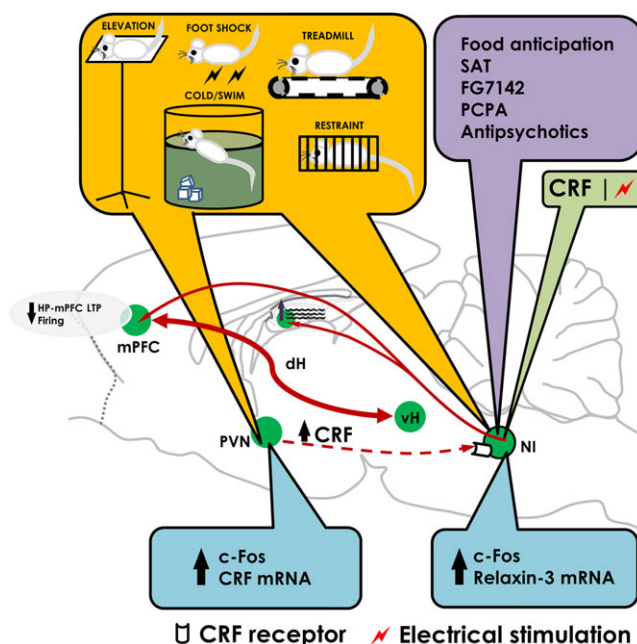 ELEVATION
FOOT SHOCK
TREADMILL
COLD/SWIM
RESTRAINT
Food anticipation
SAT
FG7142
PCPA
Antipsychotics
CRF |
HP-mPFC LTP
Firing
mPFC
dH
vH
PVN
CRF
NI
c-Fos
CRF mRNA
c-Fos
Relaxin-3 mRNA
CRF receptor
Electrical stimulation